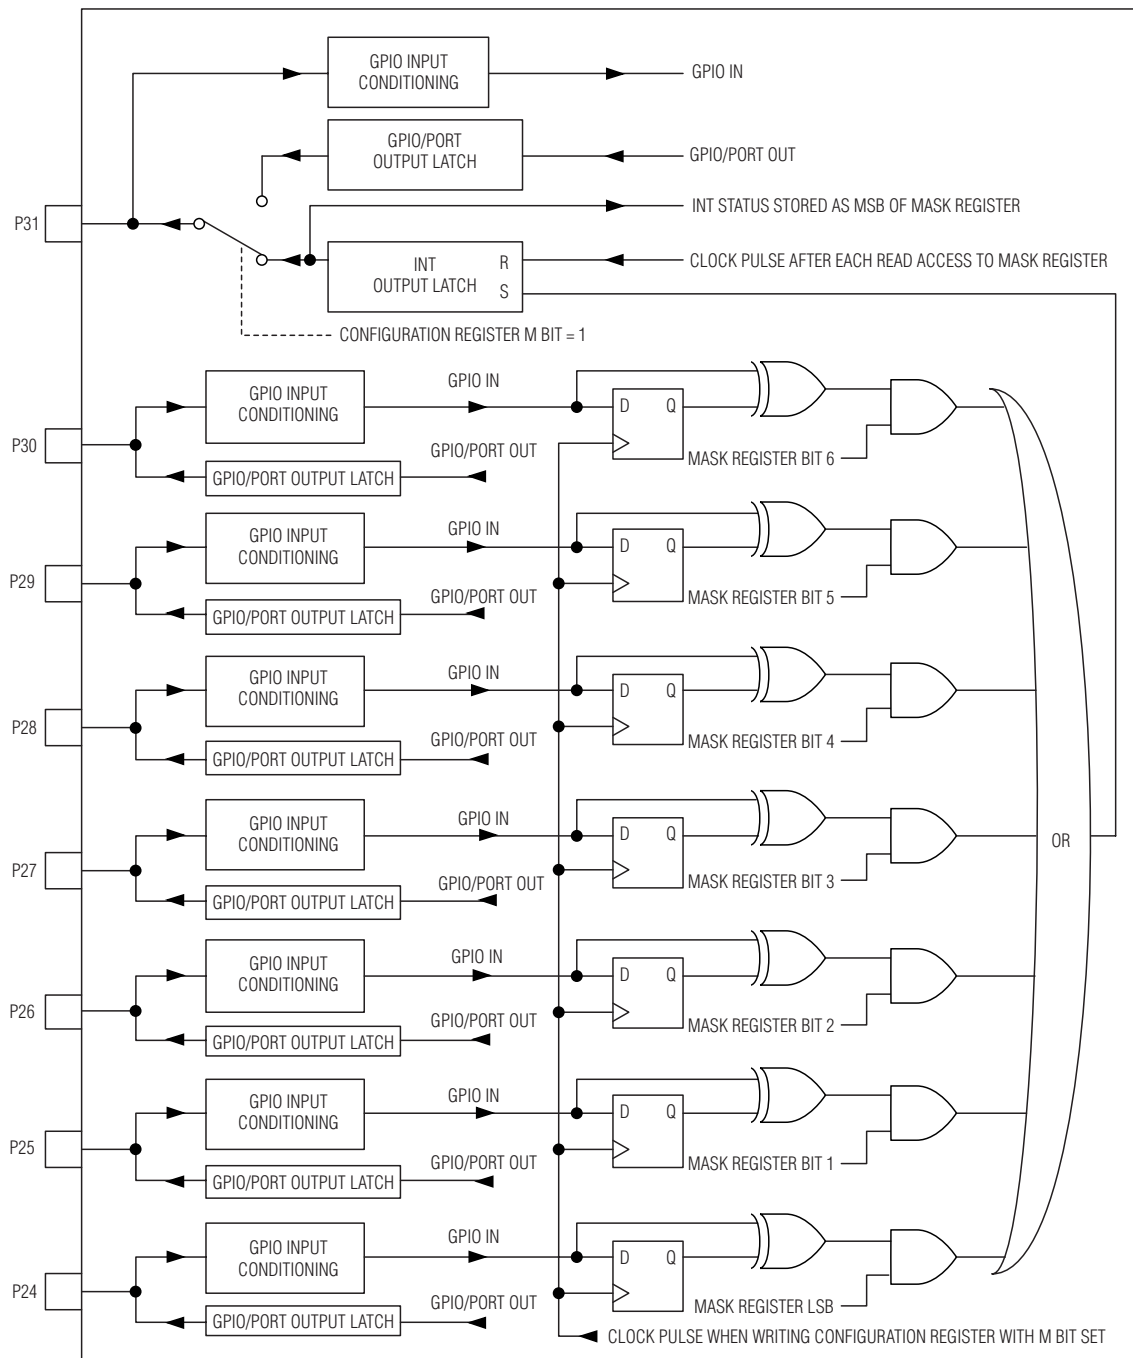 GPIO INPUT
CONDITIONING
GPIO IN
GPIO/PORT
OUTPUT LATCH
GPIO/PORT OUT
P31
INT STATUS STORED AS MSB OF MASK REGISTER
INT
OUTPUT LATCH
R
S
CLOCK PULSE AFTER EACH READ ACCESS TO MASK REGISTER
CONFIGURATION REGISTER M BIT = 1
P30
GPIO INPUT
CONDITIONING
GPIO IN
GPIO/PORT OUT
GPIO/PORT OUTPUT LATCH
D Q
MASK REGISTER BIT 6
P29
GPIO INPUT
CONDITIONING
GPIO IN
GPIO/PORT OUT
GPIO/PORT OUTPUT LATCH
D Q
MASK REGISTER BIT 5
P28
GPIO INPUT
CONDITIONING
GPIO IN
GPIO/PORT OUT
GPIO/PORT OUTPUT LATCH
D Q
MASK REGISTER BIT 4
P27
GPIO INPUT
CONDITIONING
GPIO IN
GPIO/PORT OUT
GPIO/PORT OUTPUT LATCH
D Q
MASK REGISTER BIT 3
OR
P26
GPIO INPUT
CONDITIONING
GPIO IN
GPIO/PORT OUT
GPIO/PORT OUTPUT LATCH
D Q
MASK REGISTER BIT 2
P25
GPIO INPUT
CONDITIONING
GPIO IN
GPIO/PORT OUT
GPIO/PORT OUTPUT LATCH
D Q
MASK REGISTER BIT 1
P24
GPIO INPUT
CONDITIONING
GPIO IN
GPIO/PORT OUT
GPIO/PORT OUTPUT LATCH
D Q
MASK REGISTER LSB
CLOCK PULSE WHEN WRITING CONFIGURATION REGISTER WITH M BIT SET